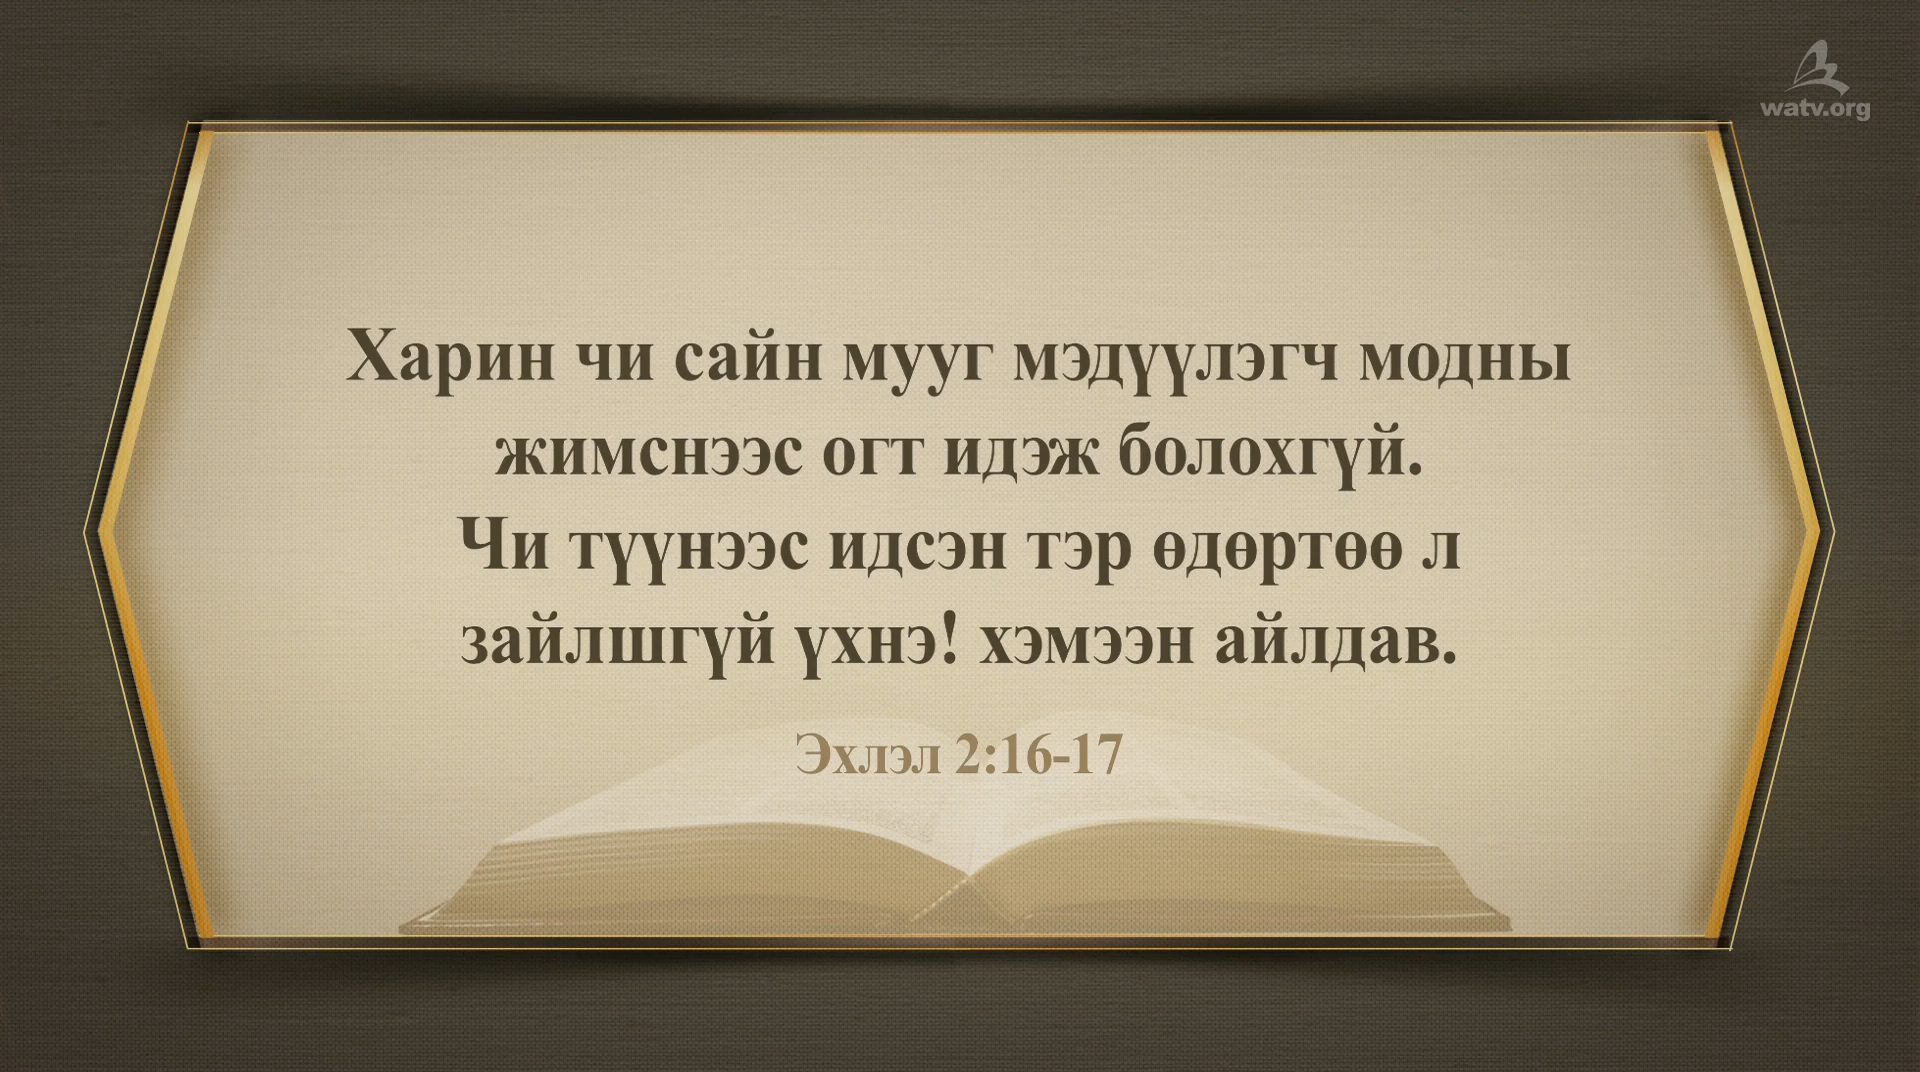 watv.org
Харин чи сайн мууг мэдүүлэгч модны
жимснээс огт идэж болохгүй.
Чи түүнээс идсэн тэр өдөртөө л
зайлшгүй үхнэ! хэмээн айлдав.
Эхлэл 2:16-17